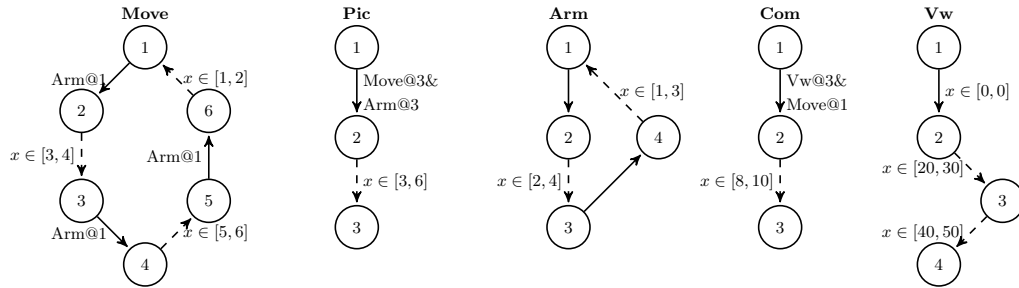 Move
1
Arm@1
x ∈ [1, 2]
2
6
x ∈ [3, 4]
Arm@1
3
5
Arm@1
x ∈ [5, 6]
4
Pic
1
Move@3&
Arm@3
2
x ∈ [3, 6]
3
Arm
1
x ∈ [1, 3]
2
4
x ∈ [2, 4]
3
Com
1
Vw@3&
Move@1
2
x ∈ [8, 10]
3
Vw
1
x ∈ [0, 0]
2
x ∈ [20, 30]
3
x ∈ [40, 50]
4